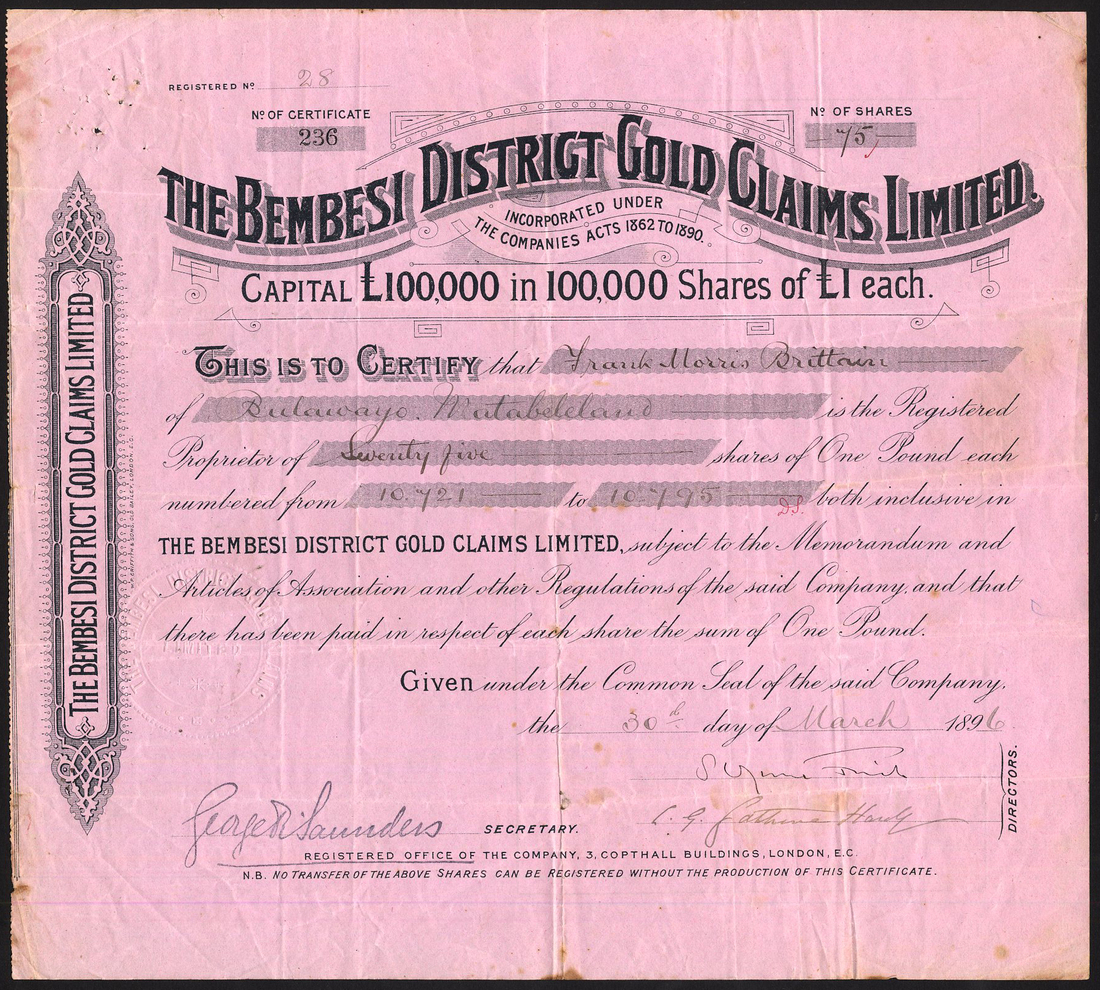 REGISTERED No. 28
No. OF CERTIFICATE
236
No. OF SHARES
75
THE BEMBESI DISTRICT GOLD CLAIMS LIMITED.
INCORPORATED UNDER
THE COMPANIES ACTS 1862 TO 1890.
CAPITAL £100,000 in 100,000 Shares of £1 each.
THIS IS TO CERTIFY that Frank Morris Brittain
of Bulawayo. Matabeleland is the Registered
Proprietor of Seventy five shares of One Pound each
numbered from 10.721 to 10.795 both inclusive in
THE BEMBESI DISTRICT GOLD CLAIMS LIMITED, subject to the Memorandum and
Articles of Association and other Regulations of the said Company, and that
there has been paid in respect of each share the sum of One Pound.
Given under the Common Seal of the said Company.
the 30th day of March 1896
DIRECTORS.
George R Saunders SECRETARY.
REGISTERED OFFICE OF THE COMPANY, 3, COPTHALL BUILDINGS, LONDON, E.C.
N.B. NO TRANSFER OF THE ABOVE SHARES CAN BE REGISTERED WITHOUT THE PRODUCTION OF THIS CERTIFICATE.
THE BEMBESI DISTRICT GOLD CLAIMS LIMITED